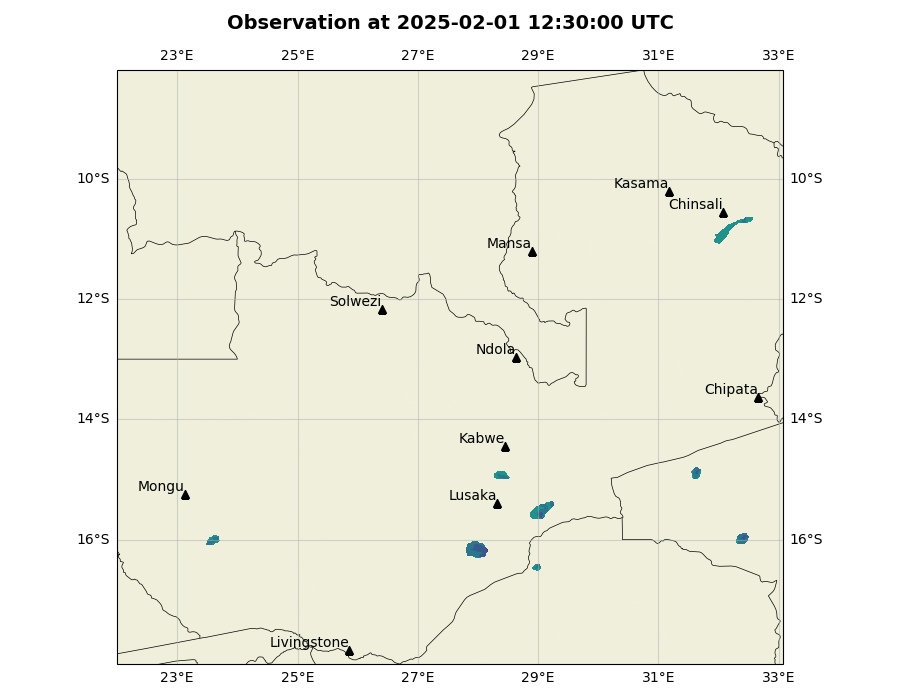 Observation at 2025-02-01 12:30:00 UTC
23°E 25°E 27°E 29°E 31°E 33°E
10°S 10°S
Kasama
Chinsali
Mansa
12°S 12°S
Solwezi
Ndola
Chipata
14°S 14°S
Kabwe
Mongu
Lusaka
16°S 16°S
Livingstone
23°E 25°E 27°E 29°E 31°E 33°E